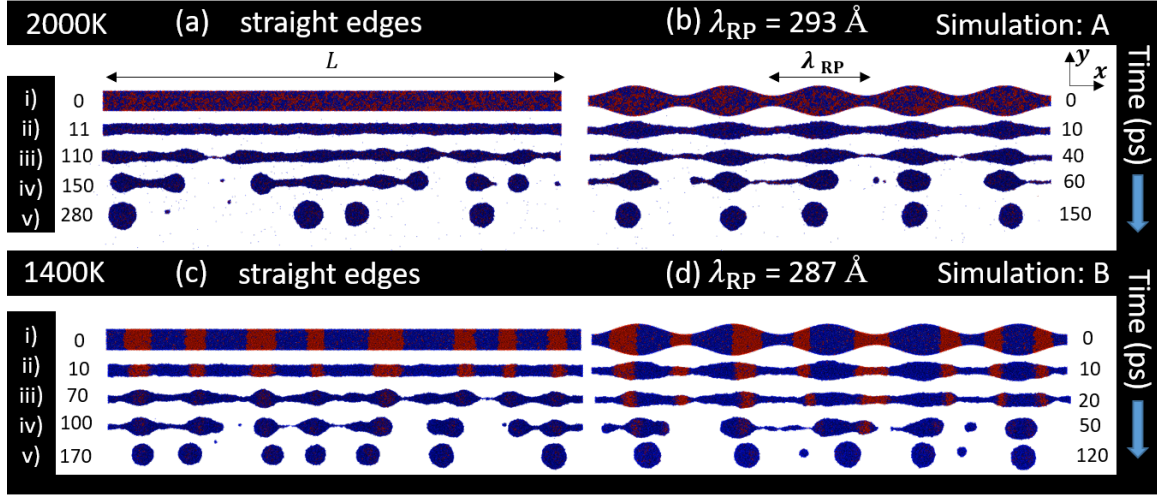 2000K (a) straight edges (b) λRP = 293 Å Simulation: A
Time (ps)
L
λ RP
y
x
i) 0 0
ii) 11 10
iii) 110 40
iv) 150 60
v) 280 150
1400K (c) straight edges (d) λRP = 287 Å Simulation: B
Time (ps)
i) 0 0
ii) 10 10
iii) 70 20
iv) 100 50
v) 170 120